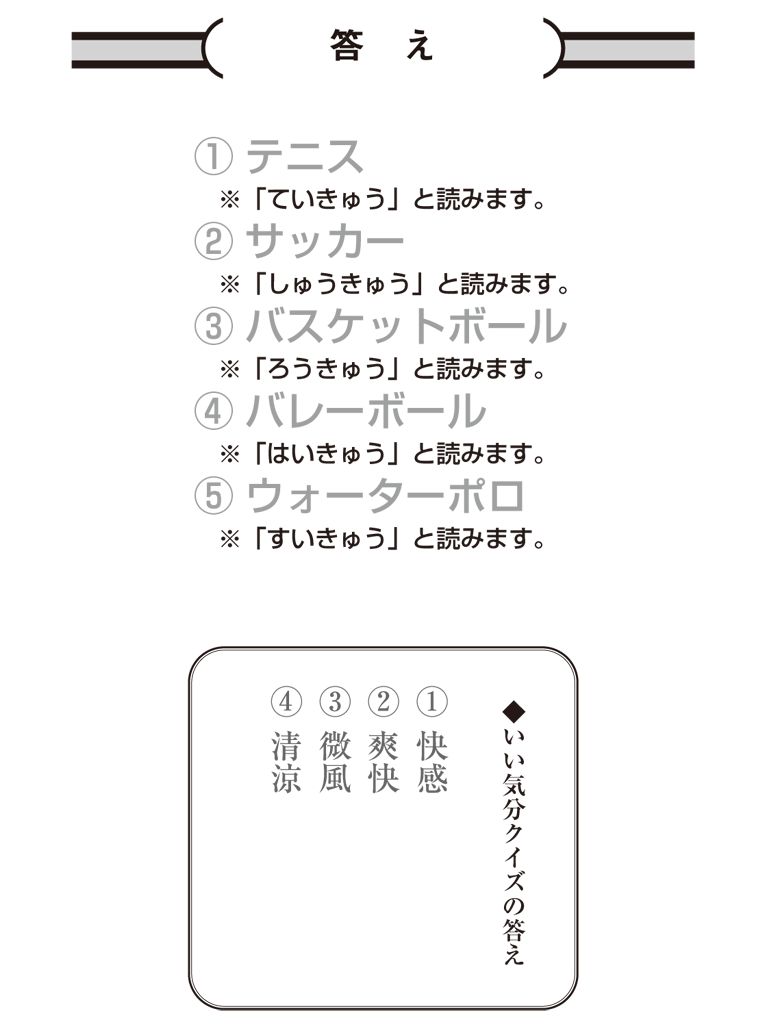 答え
① テニス
※「ていきゅう」と読みます。
② サッカー
※「しゅうきゅう」と読みます。
③ バスケットボール
※「ろうきゅう」と読みます。
④ バレーボール
※「はいきゅう」と読みます。
⑤ ウォーターポロ
※「すいきゅう」と読みます。
◆いい気分クイズの答え
① 快感
② 爽快
③ 微風
④ 清涼